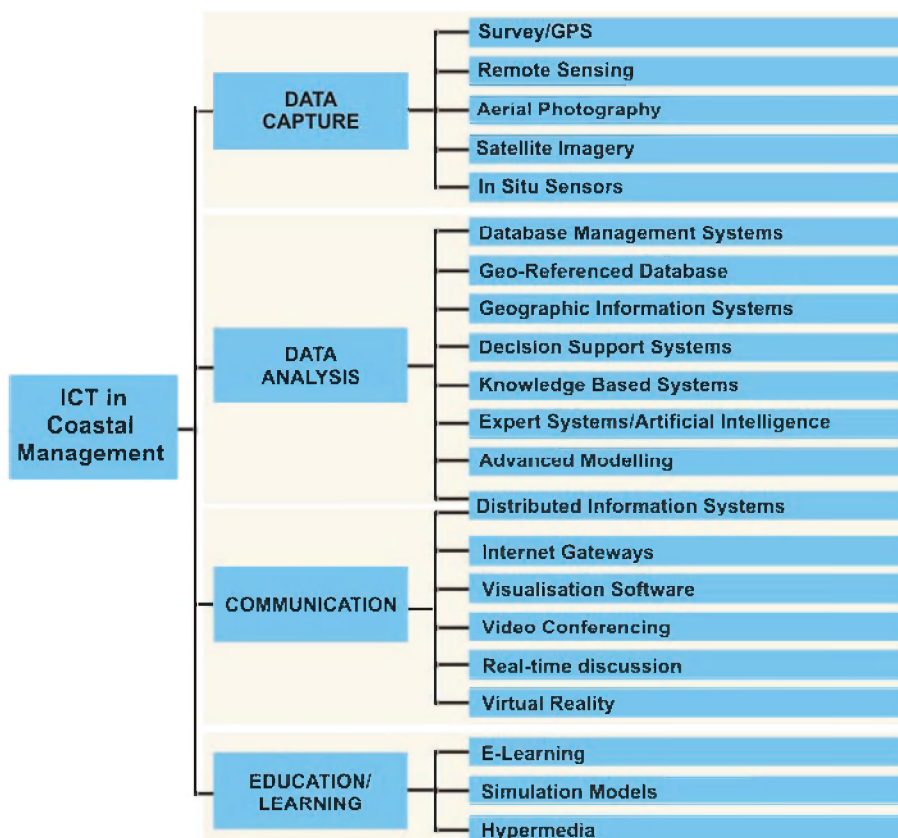 ICT in
Coastal
Management
DATA
CAPTURE
Survey/GPS
Remote Sensing
Aerial Photography
Satellite Imagery
In Situ Sensors
DATA
ANALYSIS
Database Management Systems
Geo-Referenced Database
Geographic Information Systems
Decision Support Systems
Knowledge Based Systems
Expert Systems/Artificial Intelligence
Advanced Modelling
Distributed Information Systems
COMMUNICATION
Internet Gateways
Visualisation Software
Video Conferencing
Real-time discussion
Virtual Reality
EDUCATION/
LEARNING
E-Learning
Simulation Models
Hypermedia